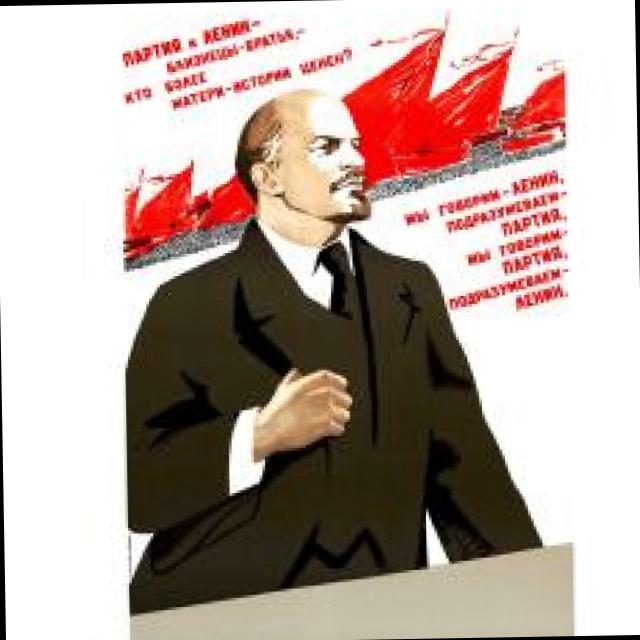 ПАРТИЯ и ЛЕНИН-
БЛИЗНЕЦЫ-БРАТЬЯ,-
КТО БОЛЕЕ
МАТЕРИ-ИСТОРИИ ЦЕНЕН?
МЫ ГОВОРИМ-ЛЕНИН,
ПОДРАЗУМЕВАЕМ-
ПАРТИЯ,
МЫ ГОВОРИМ-
ПАРТИЯ,
ПОДРАЗУМЕВАЕМ-
ЛЕНИН.